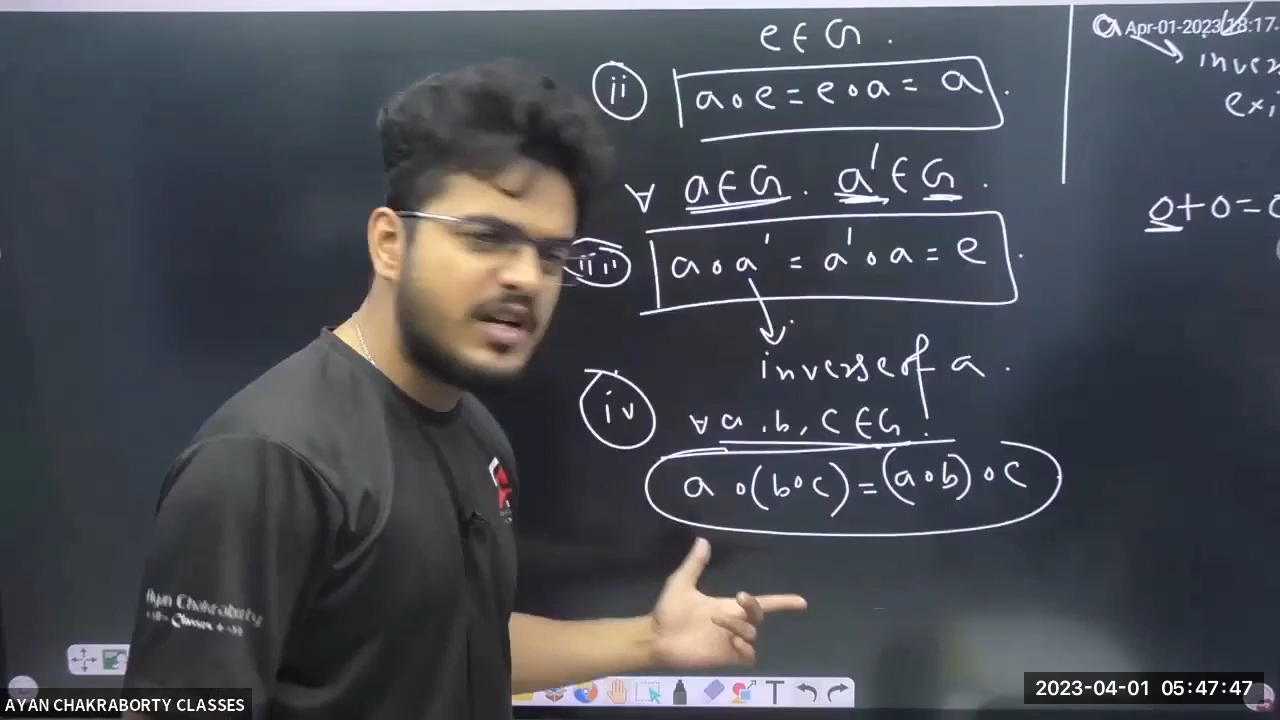 e ∈ G .
ii a o e = e o a = a .
∀ a ∈ G . a' ∈ G .
iii a o a' = a' o a = e .
inverse of a .
iv ∀ a , b , c ∈ G .
a o (b o c) = (a o b) o c
a Apr-01-2023
0 + 0 =
Ayan Chakraborty
Classes
T
AYAN CHAKRABORTY CLASSES
2023-04-01 05:47:47